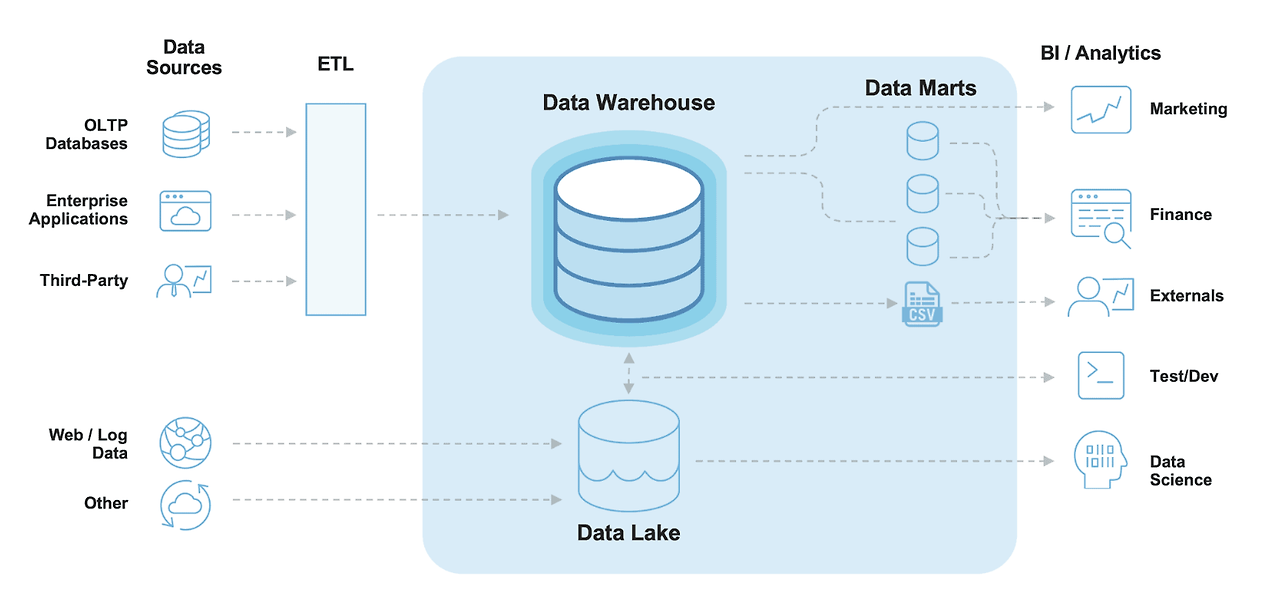 Data
Sources
ETL
Data Warehouse
Data Marts
BI / Analytics
OLTP
Databases
Enterprise
Applications
Third-Party
Web / Log
Data
Other
CSV
Data Lake
Marketing
Finance
Externals
Test/Dev
Data
Science